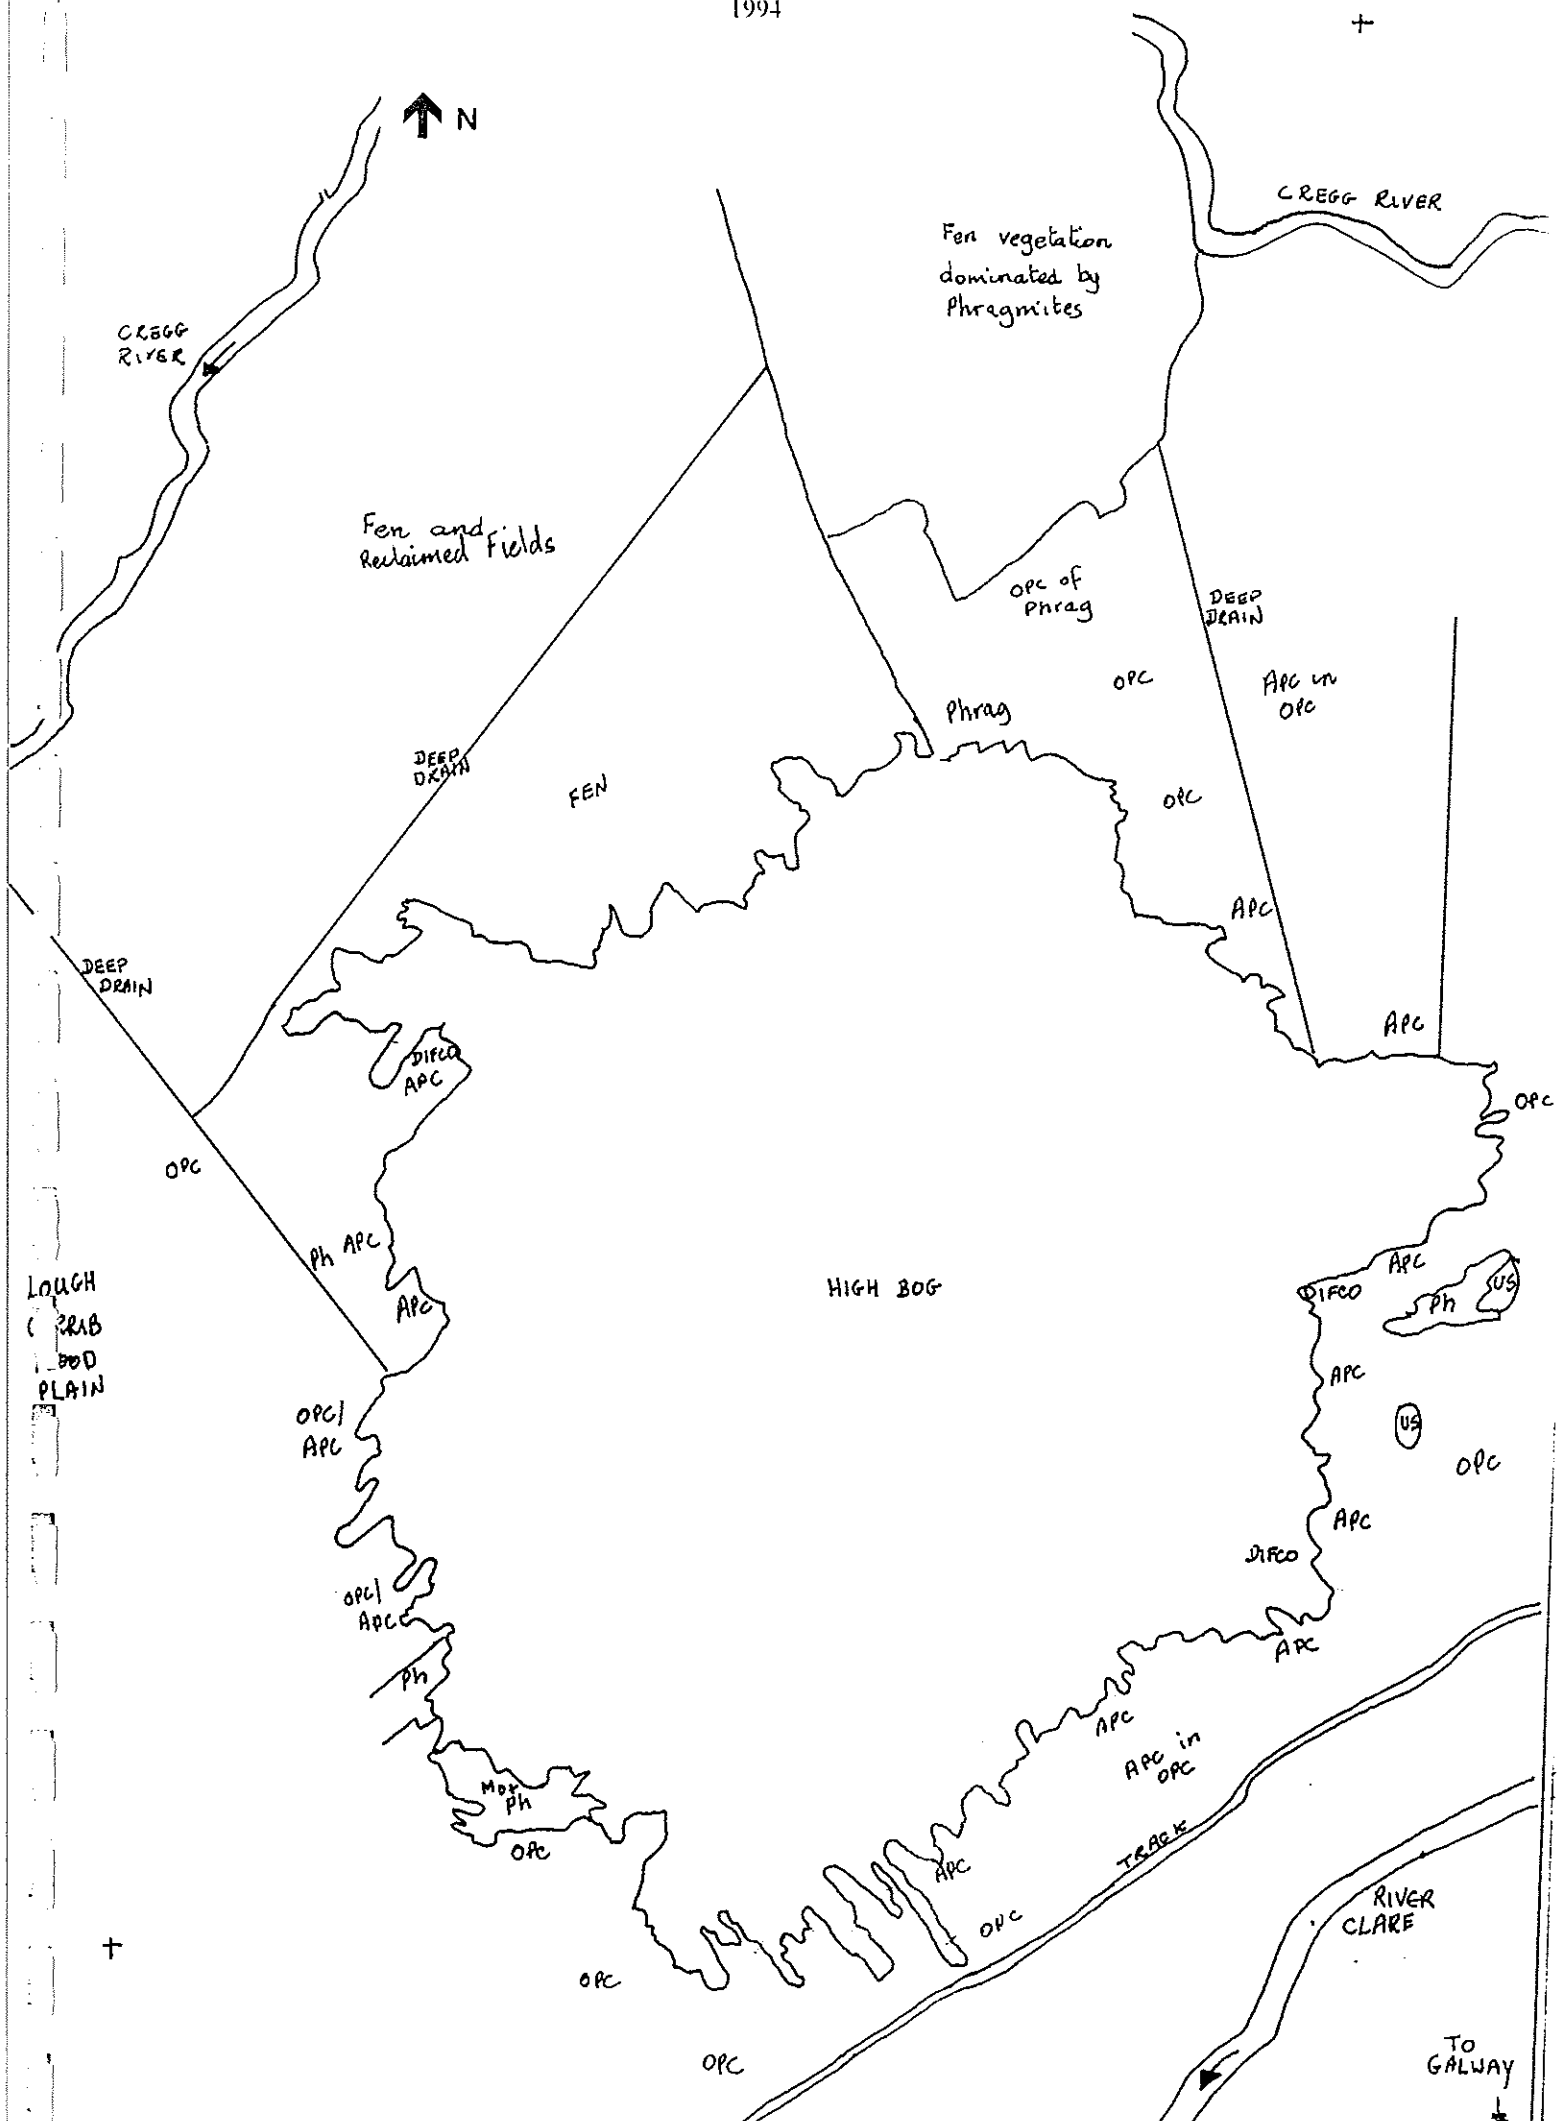 1994
N
CREGG RIVER
Fen vegetation
dominated by
Phragmites
CREGG
RIVER
Fen and
Reclaimed Fields
OPC of
Phrag
DEEP
DRAIN
OPC
APC in
OPC
Phrag
DEEP
DRAIN
FEN
OPC
APC
DEEP
DRAIN
APC
DIFCO
APC
OPC
OPC
Ph APC
APC
LOUGH
PLAIN
APC
HIGH BOG
DIFCO
APC
Ph
US
APC
US
OPC/
APC
OPC
APC
DIFCO
OPC/
APC
APC
Ph
APC
APC in
OPC
Ph
OPC
TRACK
APC
RIVER
CLARE
OPC
OPC
OPC
TO
GALWAY